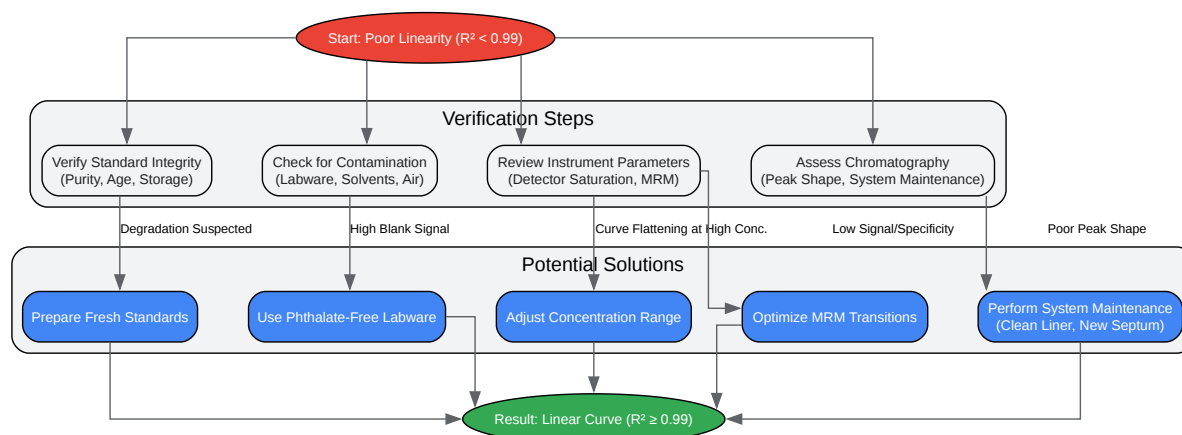 Start: Poor Linearity (R² < 0.99)
Verification Steps
Verify Standard Integrity
(Purity, Age, Storage)
Check for Contamination
(Labware, Solvents, Air)
Review Instrument Parameters
(Detector Saturation, MRM)
Assess Chromatography
(Peak Shape, System Maintenance)
Degradation Suspected
High Blank Signal
Curve Flattening at High Conc.
Low Signal/Specificity
Poor Peak Shape
Potential Solutions
Prepare Fresh Standards
Use Phthalate-Free Labware
Adjust Concentration Range
Optimize MRM Transitions
Perform System Maintenance
(Clean Liner, New Septum)
Result: Linear Curve (R² ≥ 0.99)